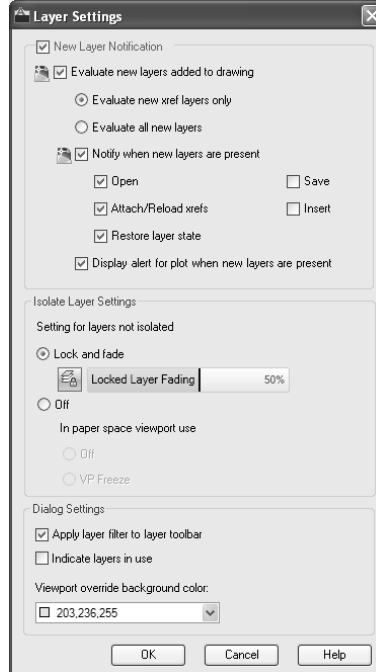 Layer Settings
New Layer Notification
Evaluate new layers added to drawing
Evaluate new xref layers only
Evaluate all new layers
Notify when new layers are present
Open Save
Attach/Reload xrefs Insert
Restore layer state
Display alert for plot when new layers are present
Isolate Layer Settings
Setting for layers not isolated
Lock and fade
Locked Layer Fading 50%
Off
In paper space viewport use
Off
VP Freeze
Dialog Settings
Apply layer filter to layer toolbar
Indicate layers in use
Viewport override background color:
203,236,255
OK Cancel Help